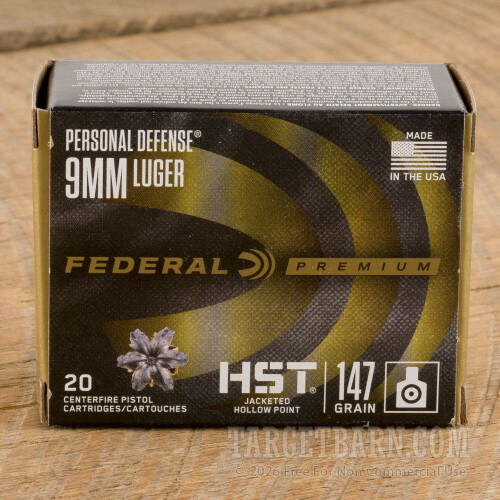 PERSONAL DEFENSE®
9MM LUGER
MADE
IN THE USA
FEDERAL PREMIUM
20
CENTERFIRE PISTOL
CARTRIDGES/CARTOUCHES
HST®
JACKETED
HOLLOW POINT
147
GRAIN
TARGETBARN.COM
© 2026 Free For Non Commercial Use